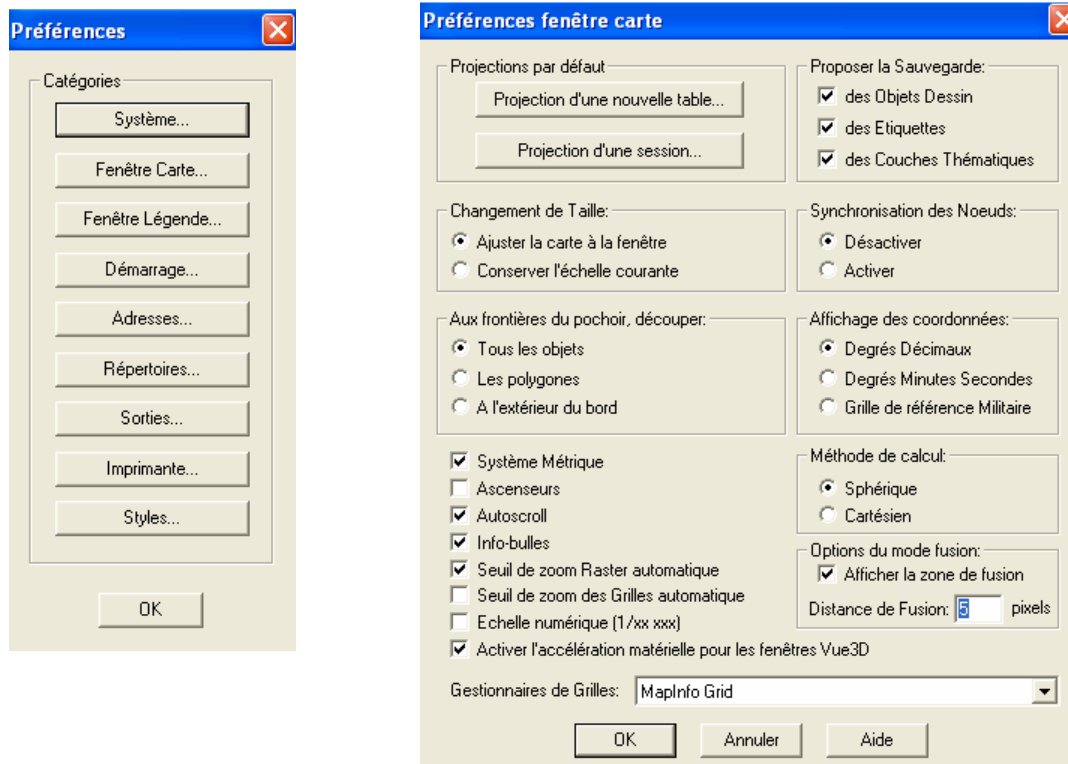 Préférences
Catégories
Système...
Fenêtre Carte...
Fenêtre Légende...
Démarrage...
Adresses...
Répertoires...
Sorties...
Imprimante...
Styles...
OK
Préférences fenêtre carte
Projections par défaut
Projection d'une nouvelle table...
Projection d'une session...
Proposer la Sauvegarde:
des Objets Dessin
des Etiquettes
des Couches Thématiques
Changement de Taille:
Ajuster la carte à la fenêtre
Conserver l'échelle courante
Synchronisation des Noeuds:
Désactiver
Activer
Aux frontières du pochoir, découper:
Tous les objets
Les polygones
A l'extérieur du bord
Affichage des coordonnées:
Degrés Décimaux
Degrés Minutes Secondes
Grille de référence Militaire
Système Métrique
Ascenseurs
Autoscroll
Info-bulles
Seuil de zoom Raster automatique
Seuil de zoom des Grilles automatique
Echelle numérique (1/xx xxx)
Activer l'accélération matérielle pour les fenêtres Vue3D
Méthode de calcul:
Sphérique
Cartésien
Options du mode fusion:
Afficher la zone de fusion
Distance de Fusion: 5 pixels
Gestionnaires de Grilles: MapInfo Grid
OK Annuler Aide